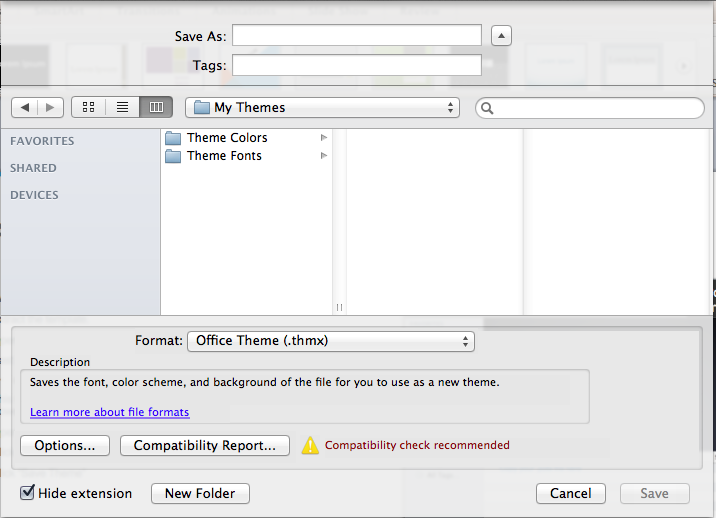 Save As:
Tags:
My Themes
FAVORITES
SHARED
DEVICES
Theme Colors
Theme Fonts
Format: Office Theme (.thmx)
Description
Saves the font, color scheme, and background of the file for you to use as a new theme.
Learn more about file formats
Options... Compatibility Report... Compatibility check recommended
Hide extension New Folder Cancel Save